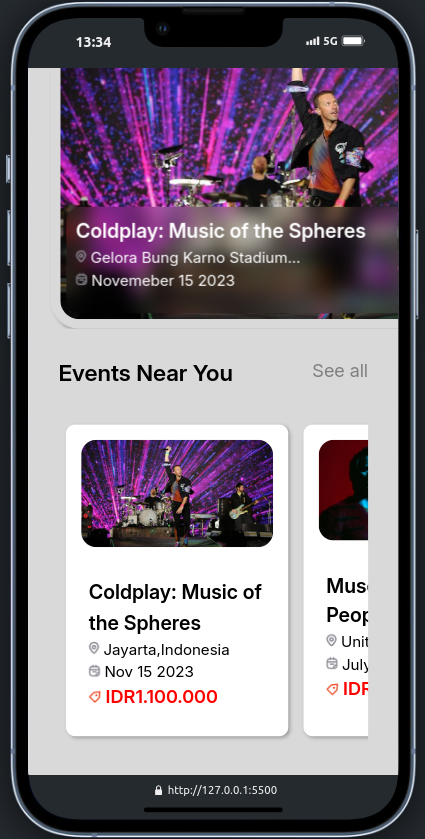 13:34
5G
Coldplay: Music of the Spheres
Gelora Bung Karno Stadium...
Novemeber 15 2023
Events Near You
See all
Coldplay: Music of
the Spheres
Jayarta,Indonesia
Nov 15 2023
IDR1.100.000
Mus
Peop
Unit
July
IDR
http://127.0.0.1:5500